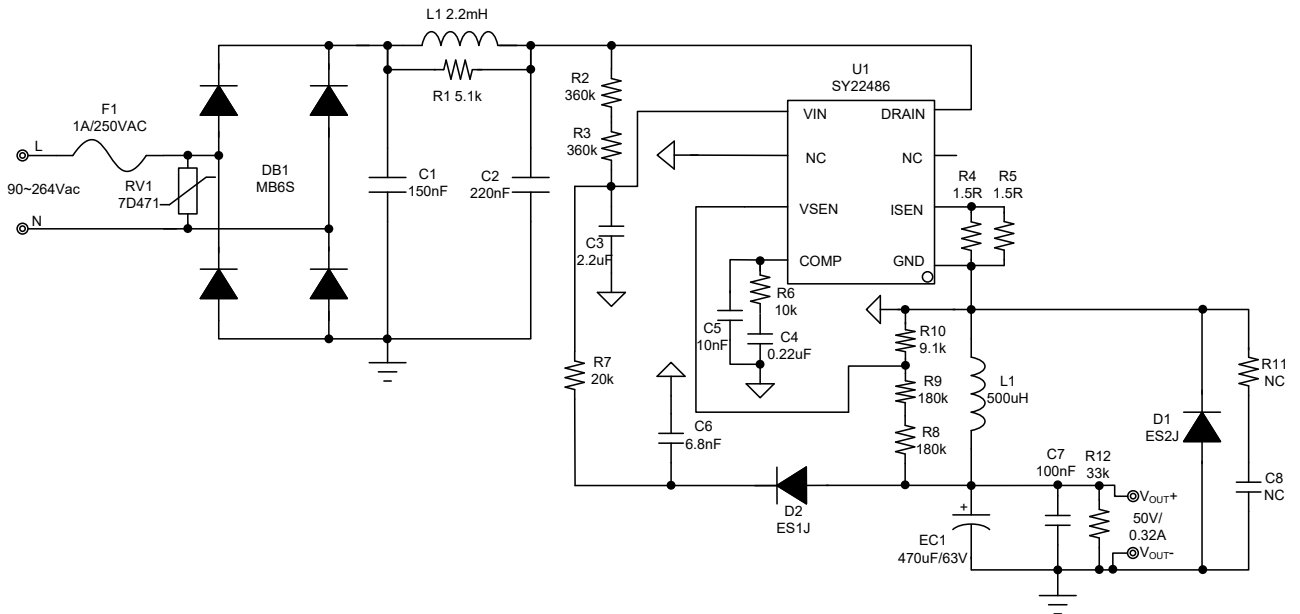 L1 2.2mH
R1 5.1k
F1
1A/250VAC
L
90~264Vac
RV1
7D471
N
DB1
MB6S
C1
150nF
C2
220nF
R2
360k
R3
360k
C3
2.2uF
U1
SY22486
VIN
DRAIN
NC
NC
VSEN
ISEN
COMP
GND
R4
1.5R
R5
1.5R
R6
10k
C5
10nF
C4
0.22uF
R7
20k
C6
6.8nF
R10
9.1k
R9
180k
R8
180k
L1
500uH
D1
ES2J
R11
NC
C8
NC
D2
ES1J
EC1
470uF/63V
+
C7
100nF
R12
33k
VOUT+
50V/
0.32A
VOUT-